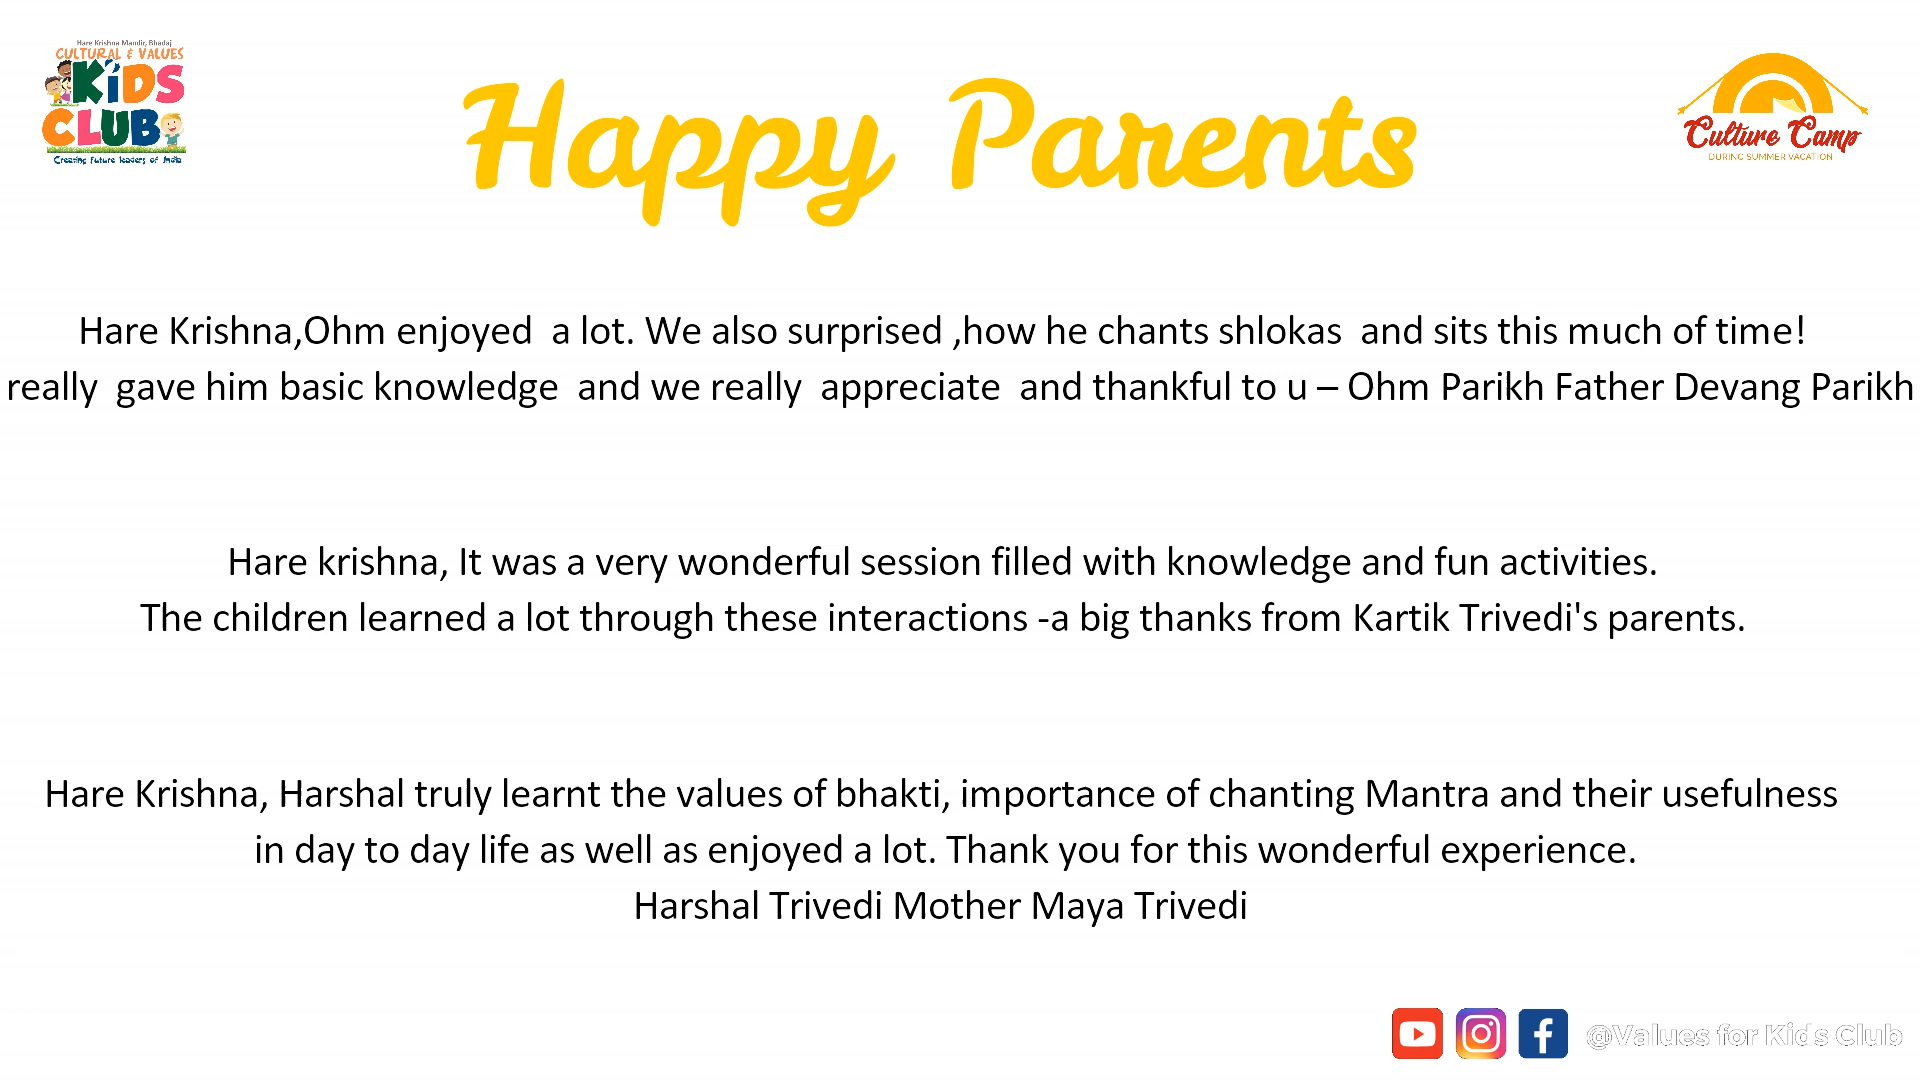 Hare Krishna Mandir, Bhadaj
CULTURAL & VALUES
KiDS
CLUB
Creating future leaders of India
Happy Parents
Culture Camp
DURING SUMMER VACATION
Hare Krishna,Ohm enjoyed  a lot. We also surprised ,how he chants shlokas  and sits this much of time!
really  gave him basic knowledge  and we really  appreciate  and thankful to u – Ohm Parikh Father Devang Parikh
Hare krishna, It was a very wonderful session filled with knowledge and fun activities.
The children learned a lot through these interactions -a big thanks from Kartik Trivedi's parents.
Hare Krishna, Harshal truly learnt the values of bhakti, importance of chanting Mantra and their usefulness
in day to day life as well as enjoyed a lot. Thank you for this wonderful experience.
Harshal Trivedi Mother Maya Trivedi
@Values for Kids Club